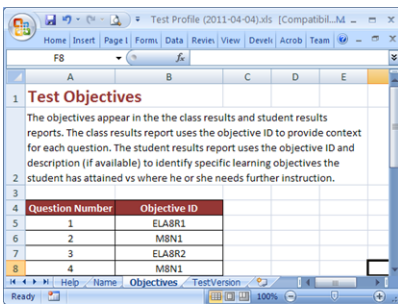 Test Profile (2011-04-04).xls [Compatibil...M
Home Insert Page l Form Data Review View Develo Acrob Team
F8 fx
A B C D E
1 Test Objectives
The objectives appear in the the class results and student results
reports. The class results report uses the objective ID to provide context
for each question. The student results report uses the objective ID and
description (if available) to identify specific learning objectives the
2 student has attained vs where he or she needs further instruction.
3
4 Question Number Objective ID
5 1 ELA8R1
6 2 M8N1
7 3 ELA8R2
8 4 M8N1
Help Name Objectives TestVersion
Ready 100%